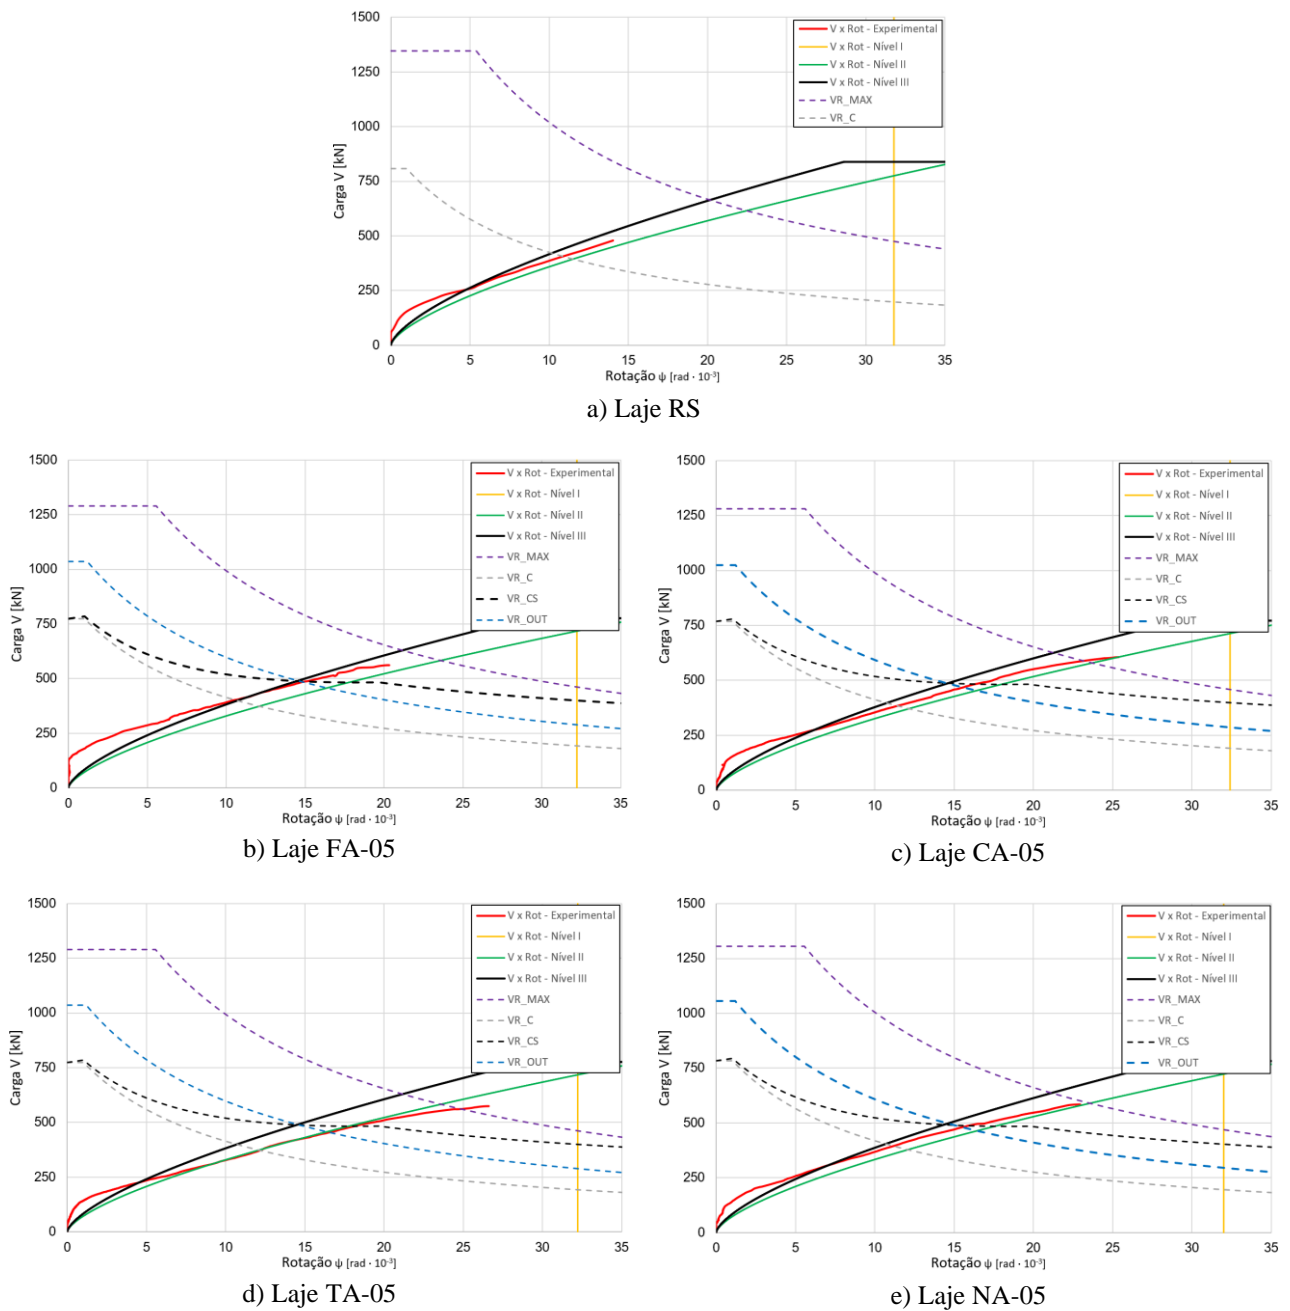 1500
1250
1000
750
500
250
0
Carga V [kN]
0 5 10 15 20 25 30 35
Rotação ψ [rad · 10⁻³]
V x Rot - Experimental
V x Rot - Nível I
V x Rot - Nível II
V x Rot - Nível III
VR_MAX
VR_C
a) Laje RS
1500
1250
1000
750
500
250
0
Carga V [kN]
0 5 10 15 20 25 30 35
Rotação ψ [rad · 10⁻³]
V x Rot - Experimental
V x Rot - Nível I
V x Rot - Nível II
V x Rot - Nível III
VR_MAX
VR_C
VR_CS
VR_OUT
b) Laje FA-05
1500
1250
1000
750
500
250
0
Carga V [kN]
0 5 10 15 20 25 30 35
Rotação ψ [rad · 10⁻³]
V x Rot - Experimental
V x Rot - Nível I
V x Rot - Nível II
V x Rot - Nível III
VR_MAX
VR_C
VR_CS
VR_OUT
c) Laje CA-05
1500
1250
1000
750
500
250
0
Carga V [kN]
0 5 10 15 20 25 30 35
Rotação ψ [rad · 10⁻³]
V x Rot - Experimental
V x Rot - Nível I
V x Rot - Nível II
V x Rot - Nível III
VR_MAX
VR_C
VR_CS
VR_OUT
d) Laje TA-05
1500
1250
1000
750
500
250
0
Carga V [kN]
0 5 10 15 20 25 30 35
Rotação ψ [rad · 10⁻³]
V x Rot - Experimental
V x Rot - Nível I
V x Rot - Nível II
V x Rot - Nível III
VR_MAX
VR_C
VR_CS
VR_OUT
e) Laje NA-05